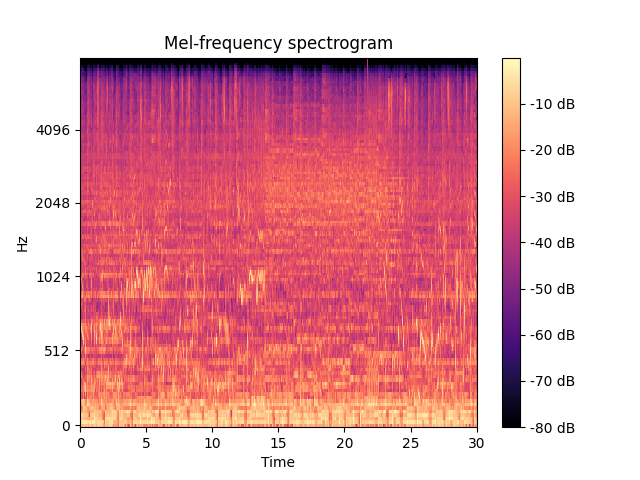 Mel-frequency spectrogram
4096
2048
1024
512
0
Hz
0 5 10 15 20 25 30
Time
-10 dB
-20 dB
-30 dB
-40 dB
-50 dB
-60 dB
-70 dB
-80 dB